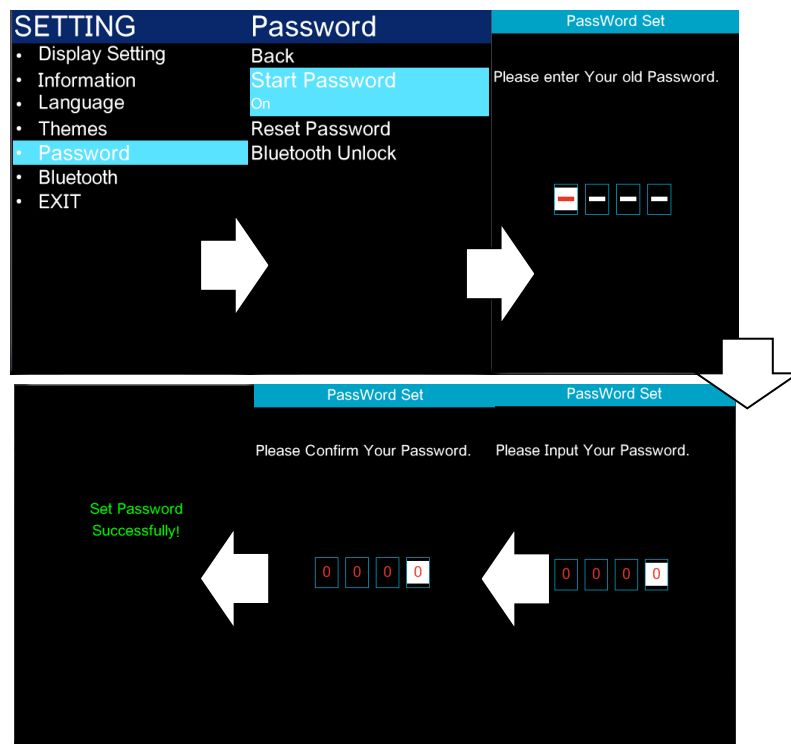 SETTING
• Display Setting
• Information
• Language
• Themes
• Password
• Bluetooth
• EXIT
Password
Back
Start Password
On
Reset Password
Bluetooth Unlock
PassWord Set
Please enter Your old Password.
– – – –
PassWord Set
Please Input Your Password.
0 0 0 0
PassWord Set
Please Confirm Your Password.
0 0 0 0
Set Password
Successfully!